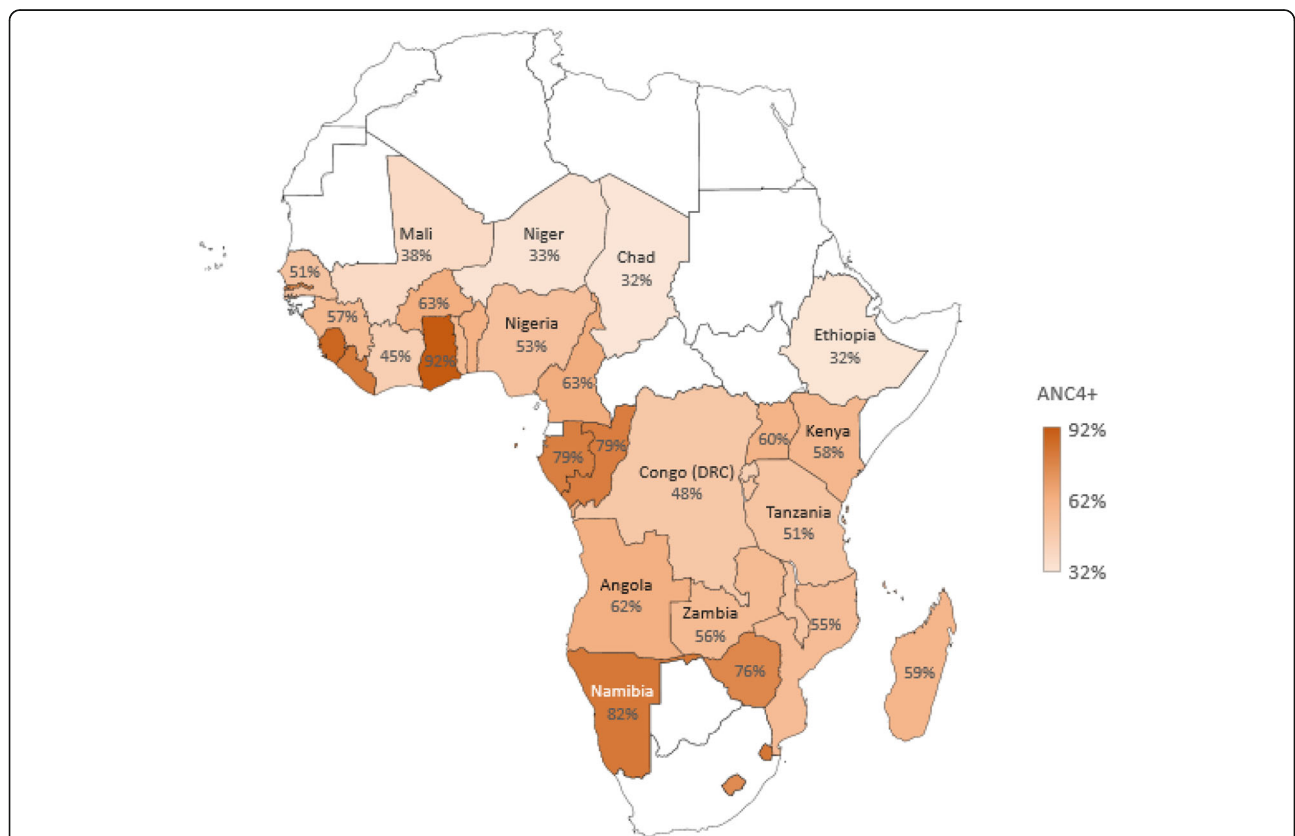 Mali
38%
Niger
33%
Chad
32%
51%
63%
57%
Nigeria
53%
Ethiopia
32%
45%
92%
63%
ANC4+
92%
62%
32%
60%
Kenya
58%
79%
79%
Congo (DRC)
48%
Tanzania
51%
Angola
62%
Zambia
56%
55%
76%
59%
Namibia
82%